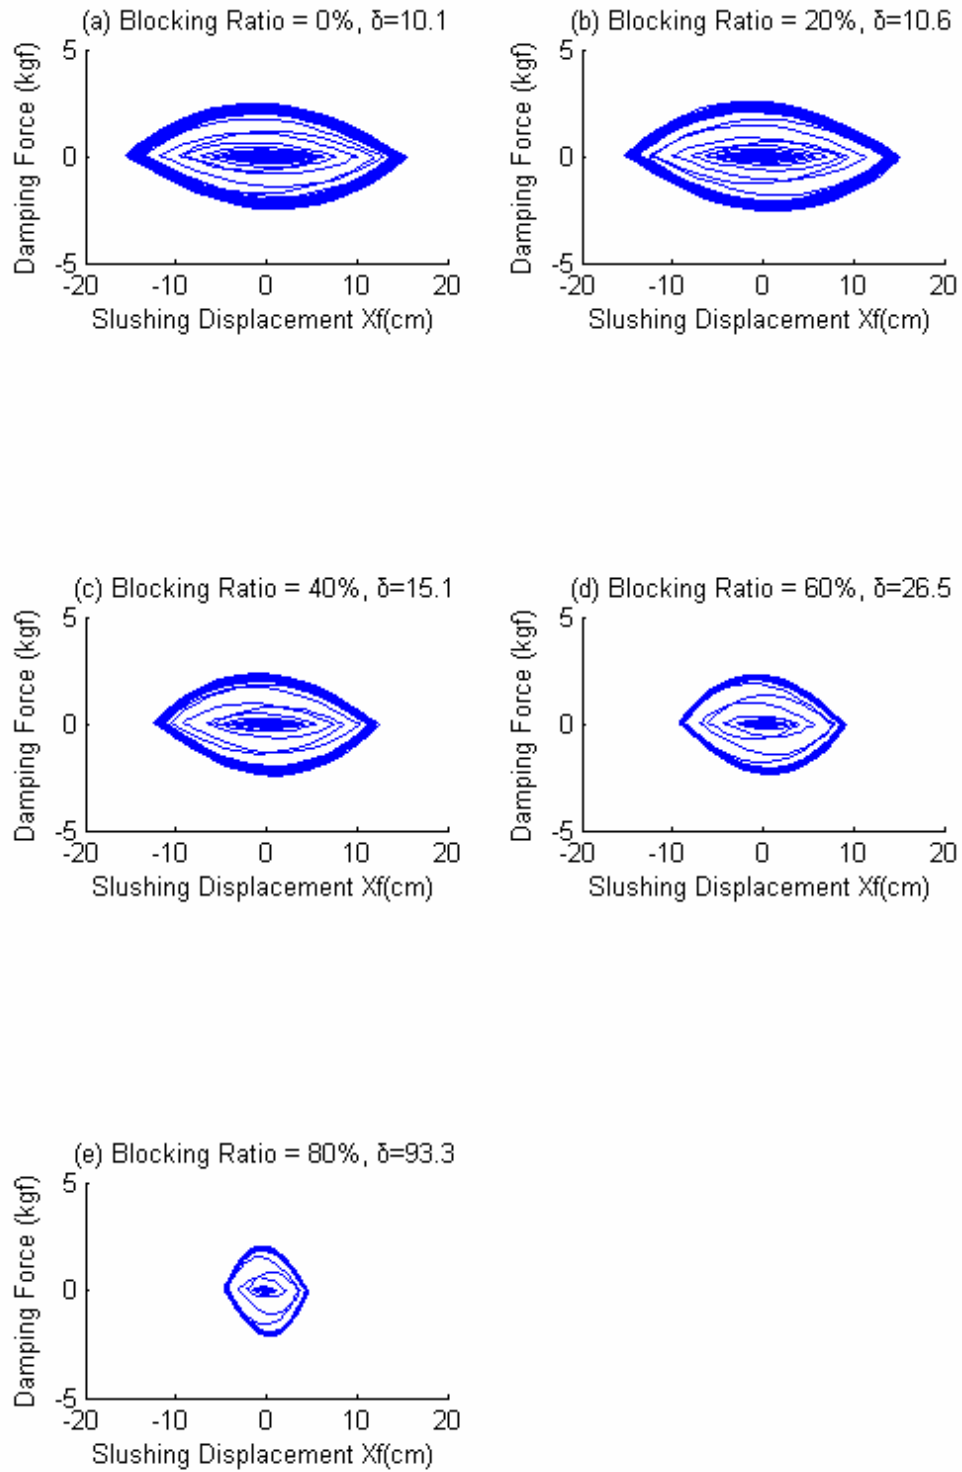 (a) Blocking Ratio = 0%, δ=10.1
5
0
-5
Damping Force (kgf)
-20 -10 0 10 20
Slushing Displacement Xf(cm)
(b) Blocking Ratio = 20%, δ=10.6
5
0
-5
Damping Force (kgf)
-20 -10 0 10 20
Slushing Displacement Xf(cm)
(c) Blocking Ratio = 40%, δ=15.1
5
0
-5
Damping Force (kgf)
-20 -10 0 10 20
Slushing Displacement Xf(cm)
(d) Blocking Ratio = 60%, δ=26.5
5
0
-5
Damping Force (kgf)
-20 -10 0 10 20
Slushing Displacement Xf(cm)
(e) Blocking Ratio = 80%, δ=93.3
5
0
-5
Damping Force (kgf)
-20 -10 0 10 20
Slushing Displacement Xf(cm)